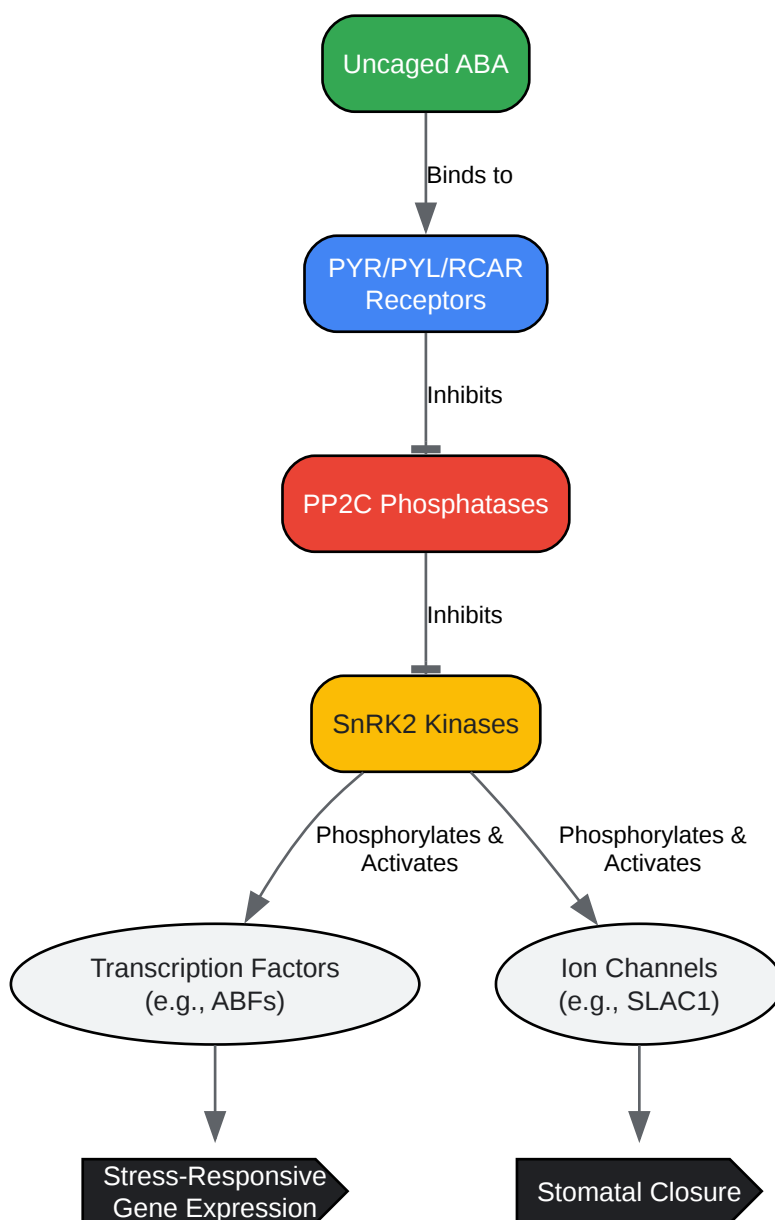 Uncaged ABA
Binds to
PYR/PYL/RCAR
Receptors
Inhibits
PP2C Phosphatases
Inhibits
SnRK2 Kinases
Phosphorylates &
Activates
Phosphorylates &
Activates
Transcription Factors
(e.g., ABFs)
Ion Channels
(e.g., SLAC1)
Stress-Responsive
Gene Expression
Stomatal Closure